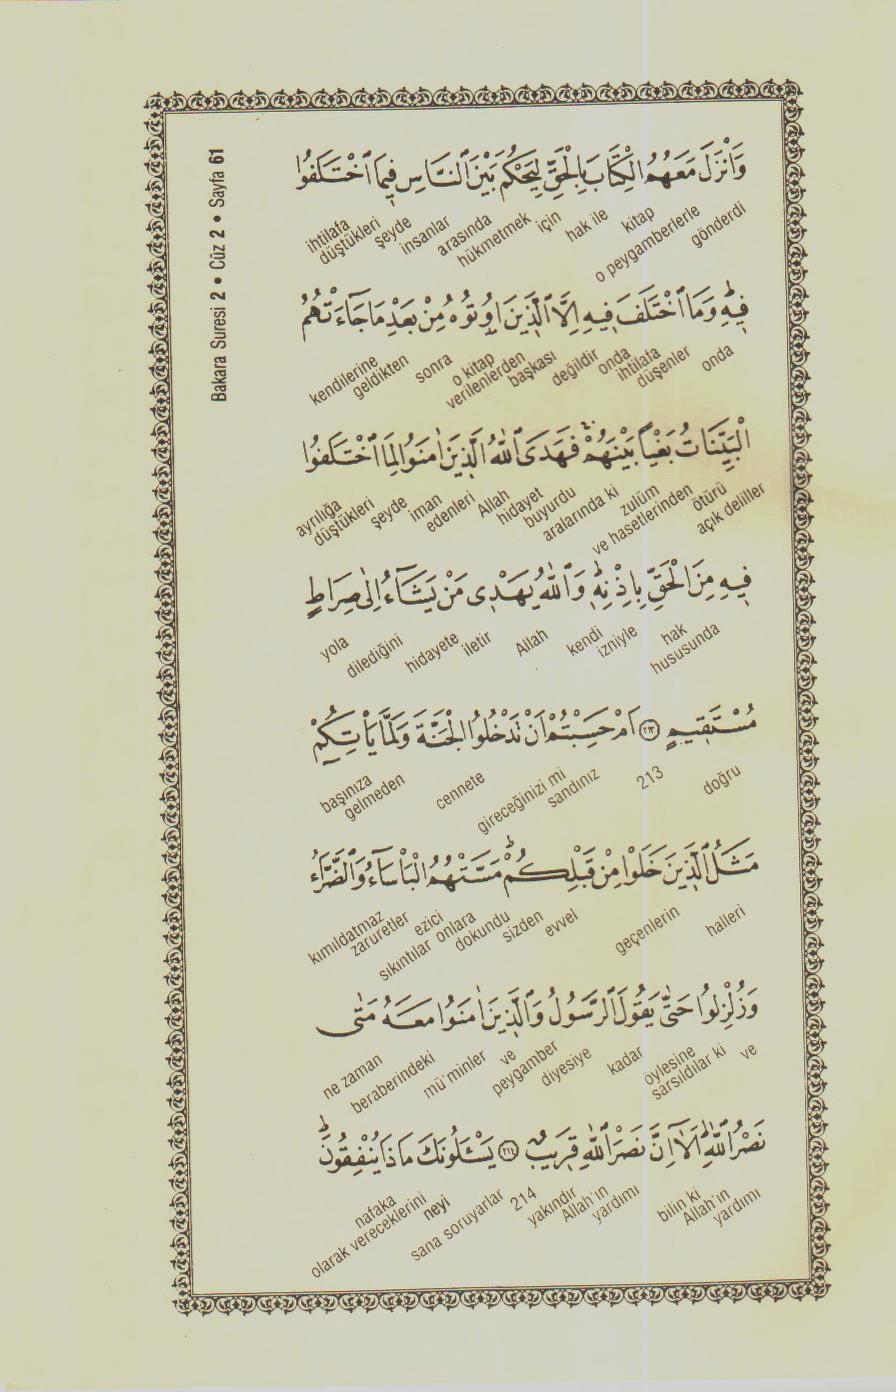 Bakara Suresi 2 • Cüz 2 • Sayfa 61
وَاَنْزَلَ مَعَهُمُ الْكِتَابَ بِالْحَقِّ لِيَحْكُمَ بَيْنَ النَّاسِ فِيمَا اخْتَلَفُوا
gönderdi o peygamberlerle kitap hak ile için hükmetmek arasında insanlar şeyde ihtilafa düştükleri
فِيهِۜ وَمَا اخْتَلَفَ فِيهِ اِلَّا الَّذِينَ اُو۫تُوهُ مِنْ بَعْدِ مَا جَٓاءَتْهُمُ
onda ihtilafa düşenler onda değildir başkası o kitap verilenlerden sonra kendilerine geldikten
الْبَيِّنَاتُ بَغْيًا بَيْنَهُمْۚ فَهَدَى اللّٰهُ الَّذِينَ اٰمَنُوا لِمَا اخْتَلَفُوا
açık deliller ötürü zulüm ve hasetlerinden aralarında ki buyurdu hidayet Allah iman edenleri şeyde ayrılığa düştükleri
فِيهِ مِنَ الْحَقِّ بِاِذْنِهِۜ وَاللّٰهُ يَهْدِى مَنْ يَشَٓاءُ اِلٰى صِرَاطٍ
hak hususunda kendi izniyle Allah iletir hidayete dilediğini yola
مُسْتَقِيمٍ ﴿٢١٣﴾ اَمْ حَسِبْتُمْ اَنْ تَدْخُلُوا الْجَنَّةَ وَلَمَّا يَأْتِكُمْ
doğru 213 gireceğinizi mi sandınız cennete başınıza gelmeden
مَثَلُ الَّذِينَ خَلَوْا مِنْ قَبْلِكُمْۜ مَسَّتْهُمُ الْبَأْسَٓاءُ وَالضَّرَّٓاءُ
halleri geçenlerin evvel sizden dokundu onlara ezici sıkıntılar kımıldatmaz zaruretler
وَزُلْزِلُوا حَتّٰى يَقُولَ الرَّسُولُ وَالَّذِينَ اٰمَنُوا مَعَهُ مَتٰى
ve öylesine sarsıldılar ki kadar diyesiye peygamber ve mü'minler beraberindeki ne zaman
نَصْرُ اللّٰهِۜ اَلَٓا اِنَّ نَصْرَ اللّٰهِ قَرِيبٌ ﴿٢١٤﴾ يَسْـَٔلُونَكَ مَاذَا يُنْفِقُونَۜ
yardımı Allah'ın bilin ki yardımı Allah'ın yakındır 214 sana soruyarlar neyi nafaka olarak vereceklerini